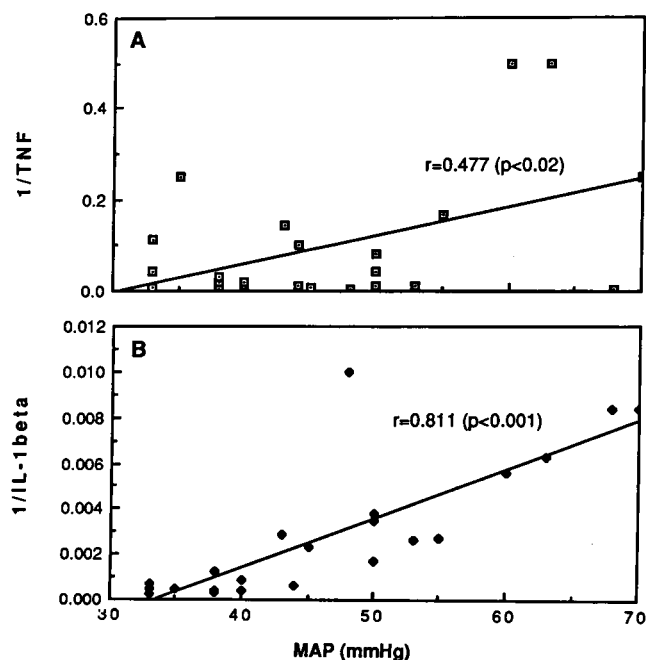 0.6
A
0.4
1/TNF
r=0.477 (p<0.02)
0.2
0.0
0.012
B
0.010
r=0.811 (p<0.001)
0.008
1/IL-1beta
0.006
0.004
0.002
0.000
30 40 50 60 70
MAP (mmHg)